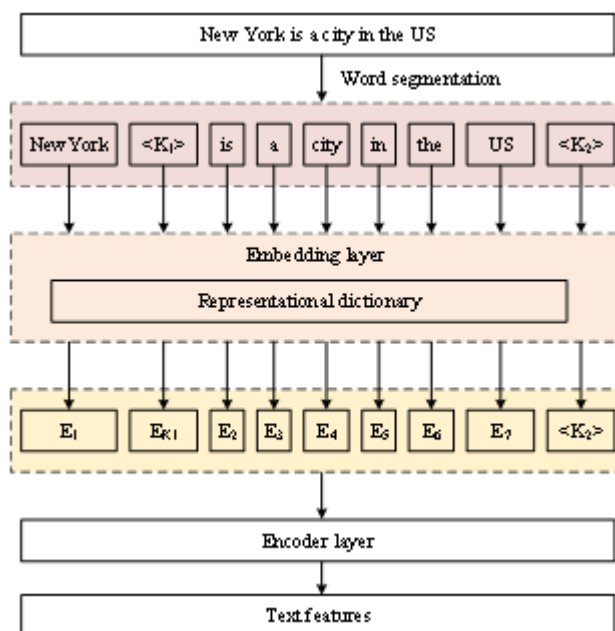 New York is a city in the US
Word segmentation
New York <K₁> is a city in the US <K₂>
Embedding layer
Representational dictionary
E₁ E_K1 E₂ E₃ E₄ E₅ E₆ E₇ <K₂>
Encoder layer
Text features